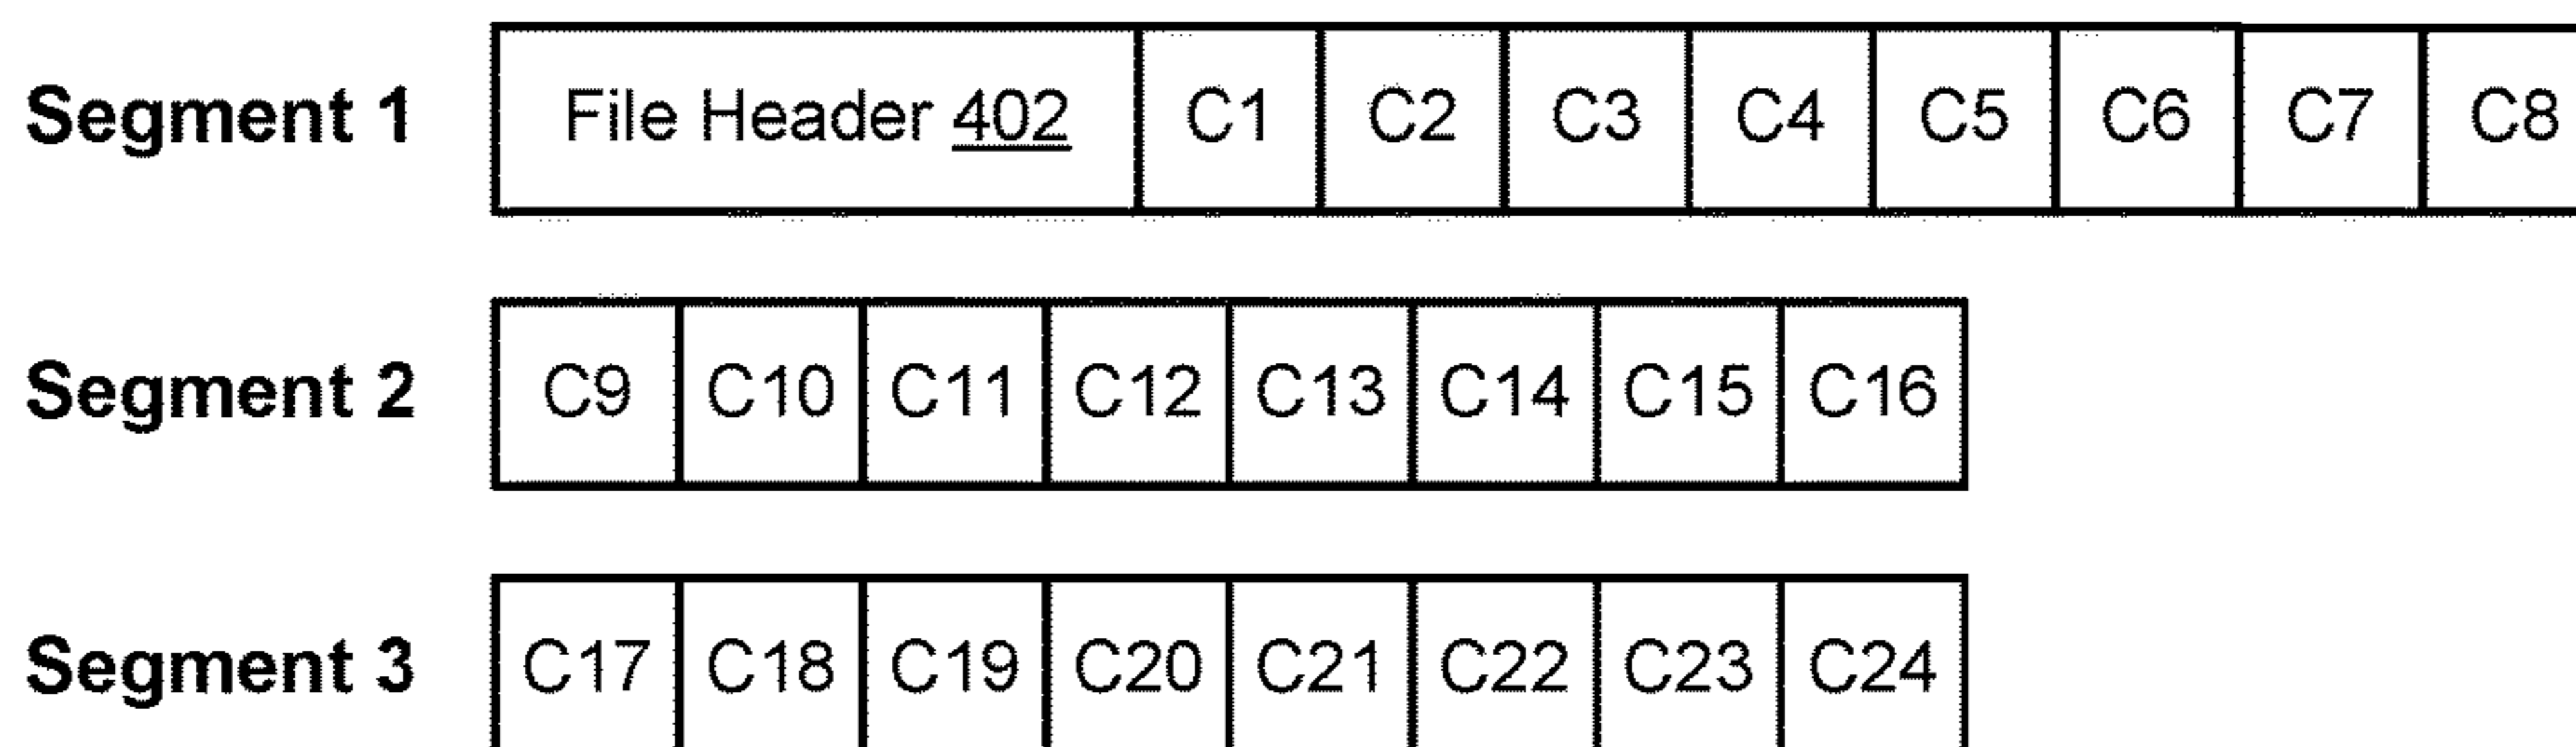 Segment 1 File Header 402 C1 C2 C3 C4 C5 C6 C7 C8
Segment 2 C9 C10 C11 C12 C13 C14 C15 C16
Segment 3 C17 C18 C19 C20 C21 C22 C23 C24